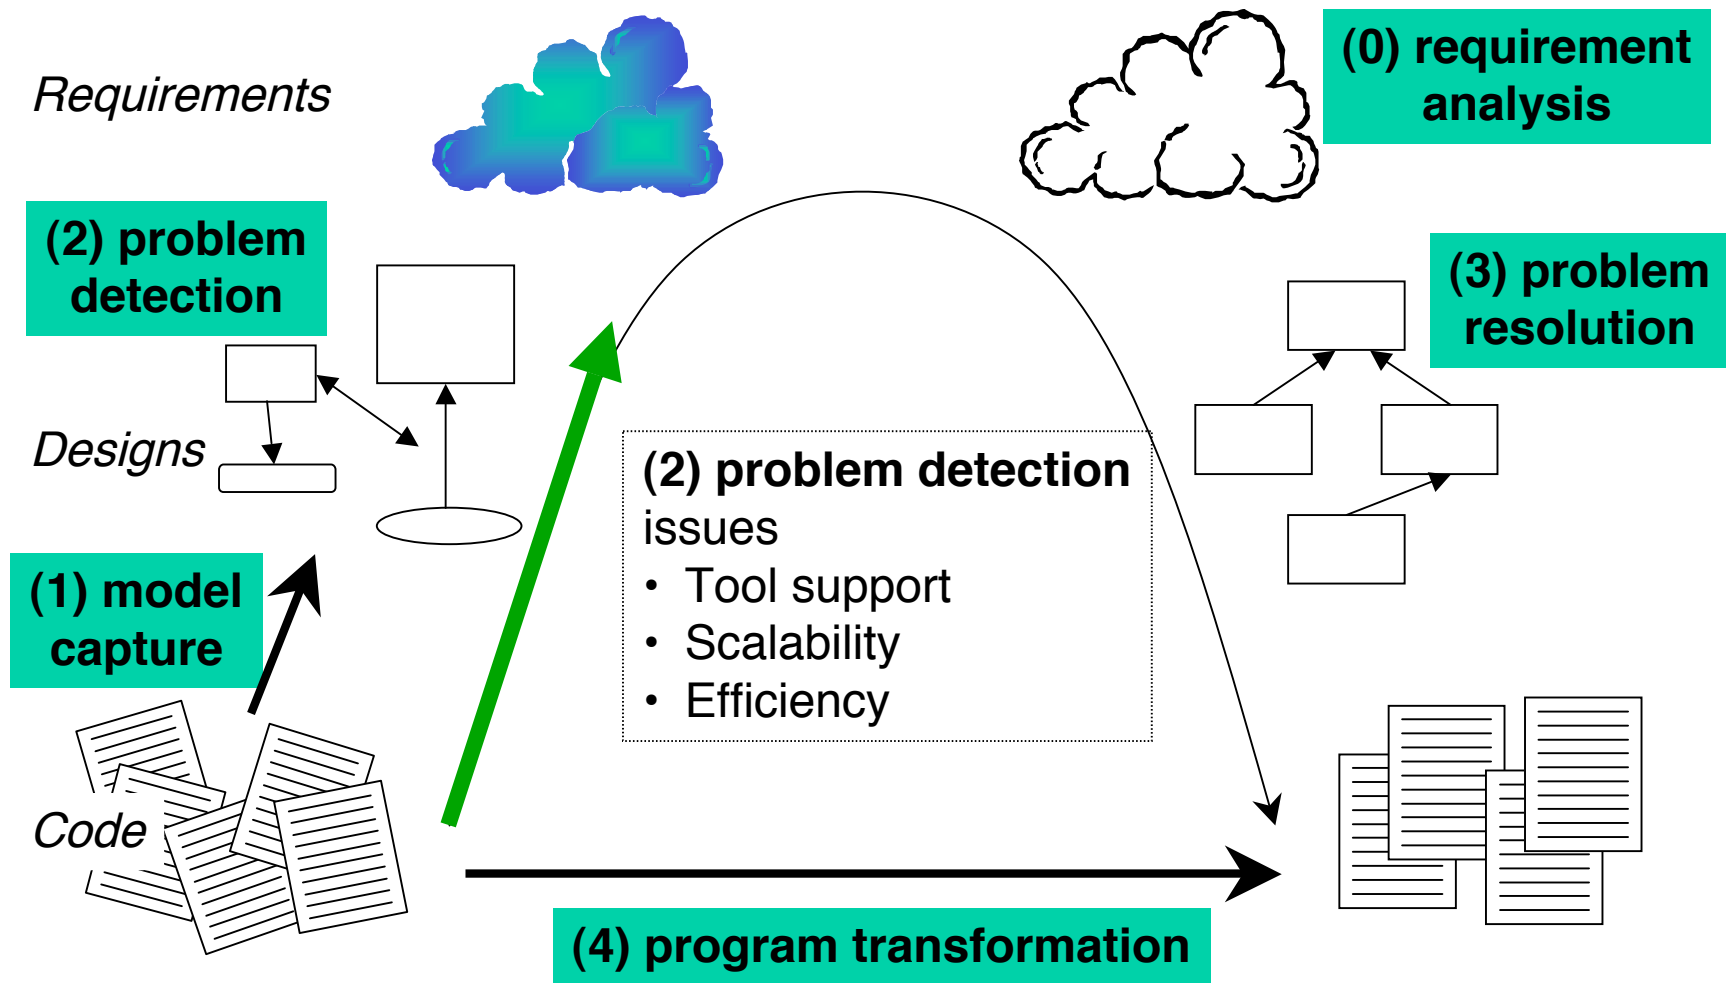 Requirements
(0) requirement
analysis
(2) problem
detection
(3) problem
resolution
Designs
(2) problem detection
issues
• Tool support
• Scalability
• Efficiency
(1) model
capture
Code
(4) program transformation